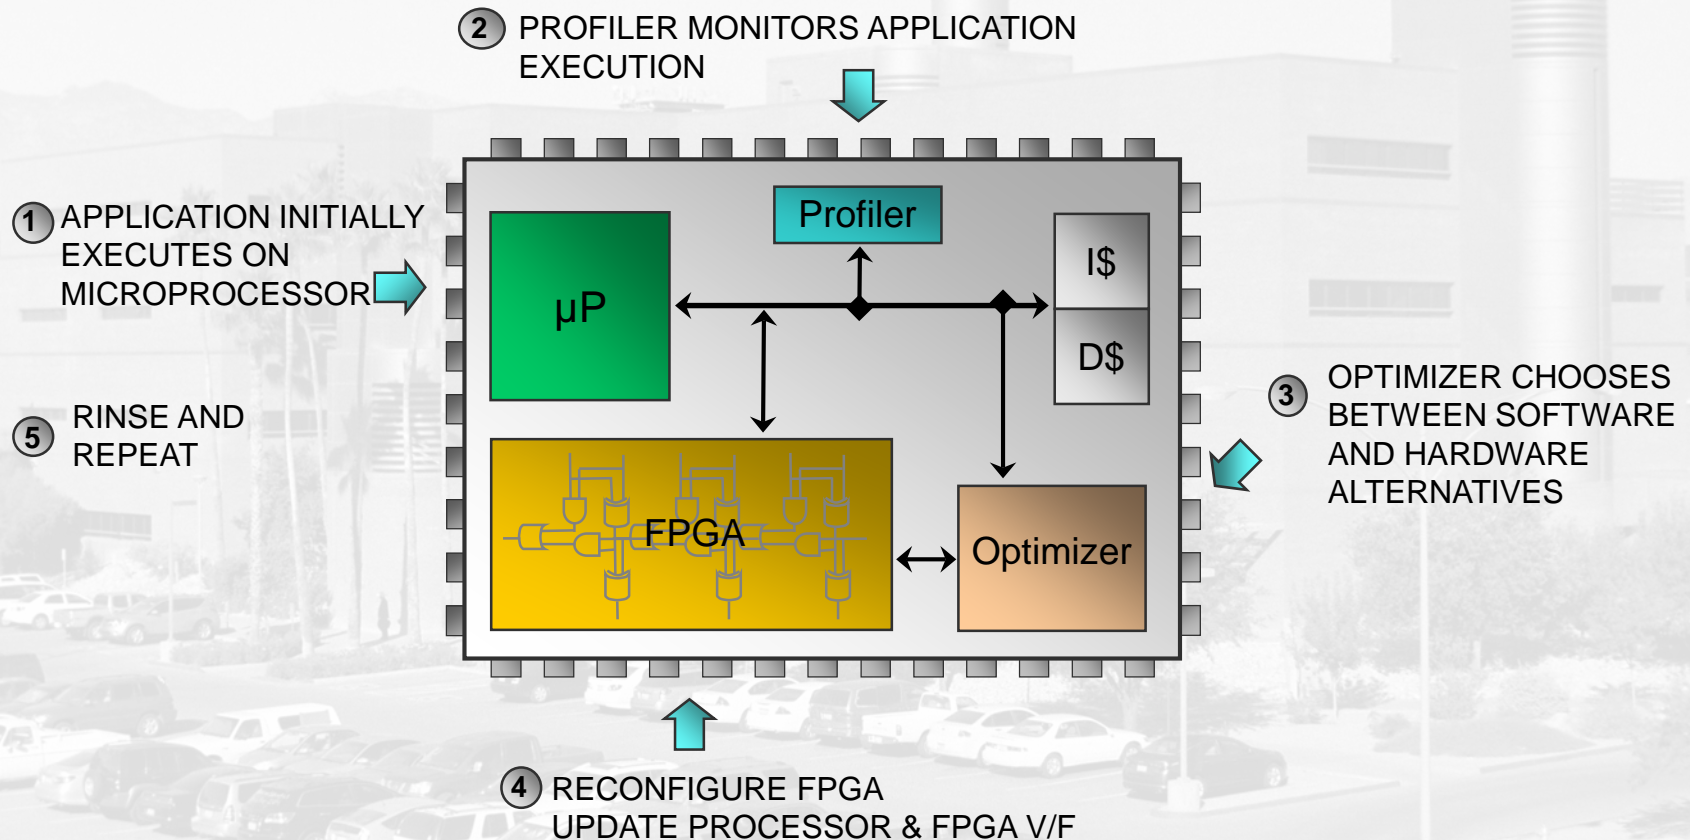 2 PROFILER MONITORS APPLICATION
EXECUTION
1 APPLICATION INITIALLY
EXECUTES ON
MICROPROCESSOR
Profiler
µP
I$
D$
3 OPTIMIZER CHOOSES
BETWEEN SOFTWARE
AND HARDWARE
ALTERNATIVES
5 RINSE AND
REPEAT
FPGA
Optimizer
4 RECONFIGURE FPGA
UPDATE PROCESSOR & FPGA V/F